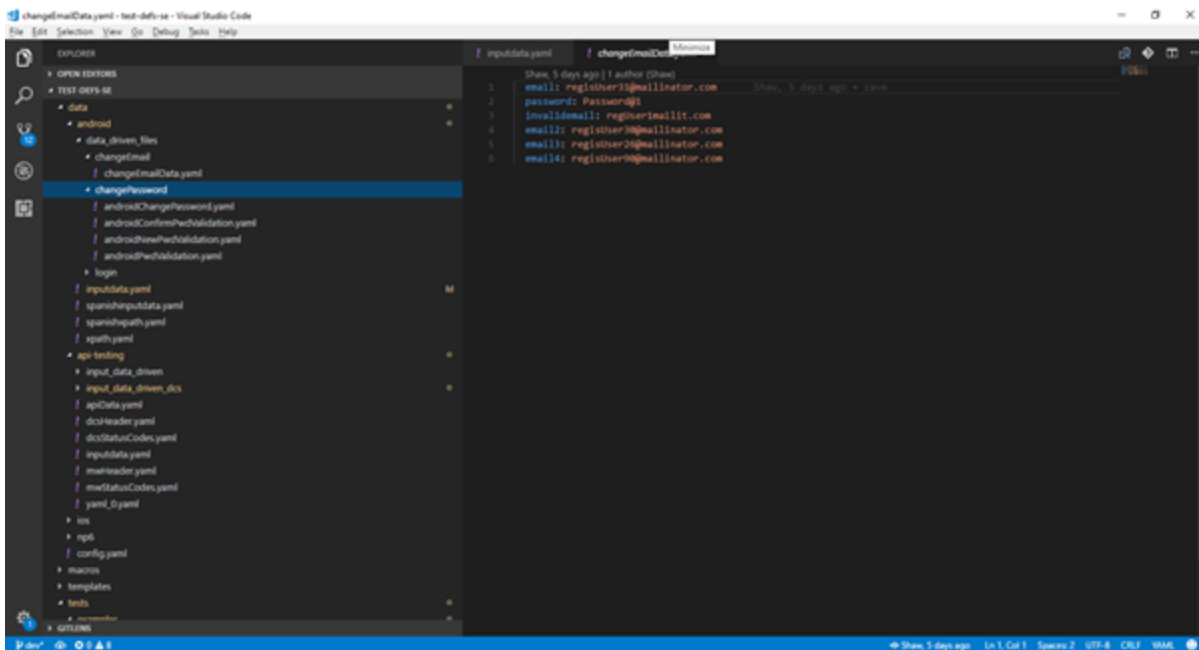 changeEmailData.yaml - test-defs-se - Visual Studio Code
File Edit Selection View Go Debug Tasks Help
EXPLORER
OPEN EDITORS
TEST-DEFS-SE
data
android
data_driven_files
changeEmail
changeEmailData.yaml
changePassword
androidChangePassword.yaml
androidConfirmPwdValidation.yaml
androidNewPwdValidation.yaml
androidPwdValidation.yaml
login
inputdata.yaml M
spanishinputdata.yaml
spanishxpath.yaml
xpath.yaml
api-testing
input_data_driven
input_data_driven_dcs
apiData.yaml
dcsHeader.yaml
dcsStatusCodes.yaml
inputdata.yaml
mwHeader.yaml
mwStatusCodes.yaml
yaml_0.yaml
ios
np6
config.yaml
macros
templates
tests
GITLENS
inputdata.yaml
Minimize
Shaw, 5 days ago | 1 author (Shaw)
1 email: regisUser31@mailinator.com Shaw, 5 days ago • save
2 password: Password@1
3 invalidemail: regUser1mailit.com
4 email2: regisUser30@mailinator.com
5 email3: regisUser26@mailinator.com
6 email4: regisUser90@mailinator.com
12
1
dev* 0 8
Shaw, 5 days ago Ln 1, Col 1 Spaces: 2 UTF-8 CRLF YAML